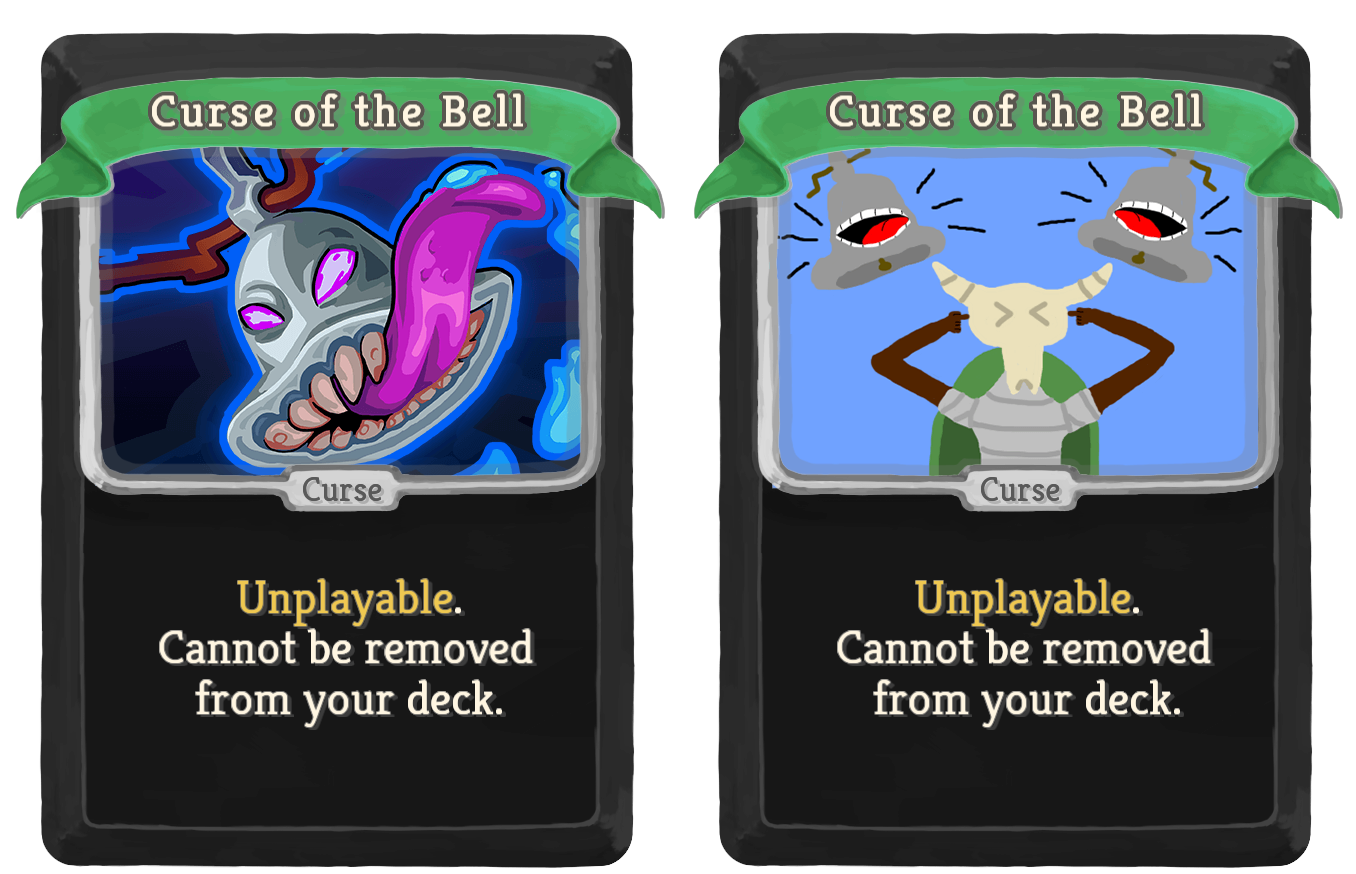 Curse of the Bell
Curse
Unplayable.
Cannot be removed
from your deck.
Curse of the Bell
Curse
Unplayable.
Cannot be removed
from your deck.